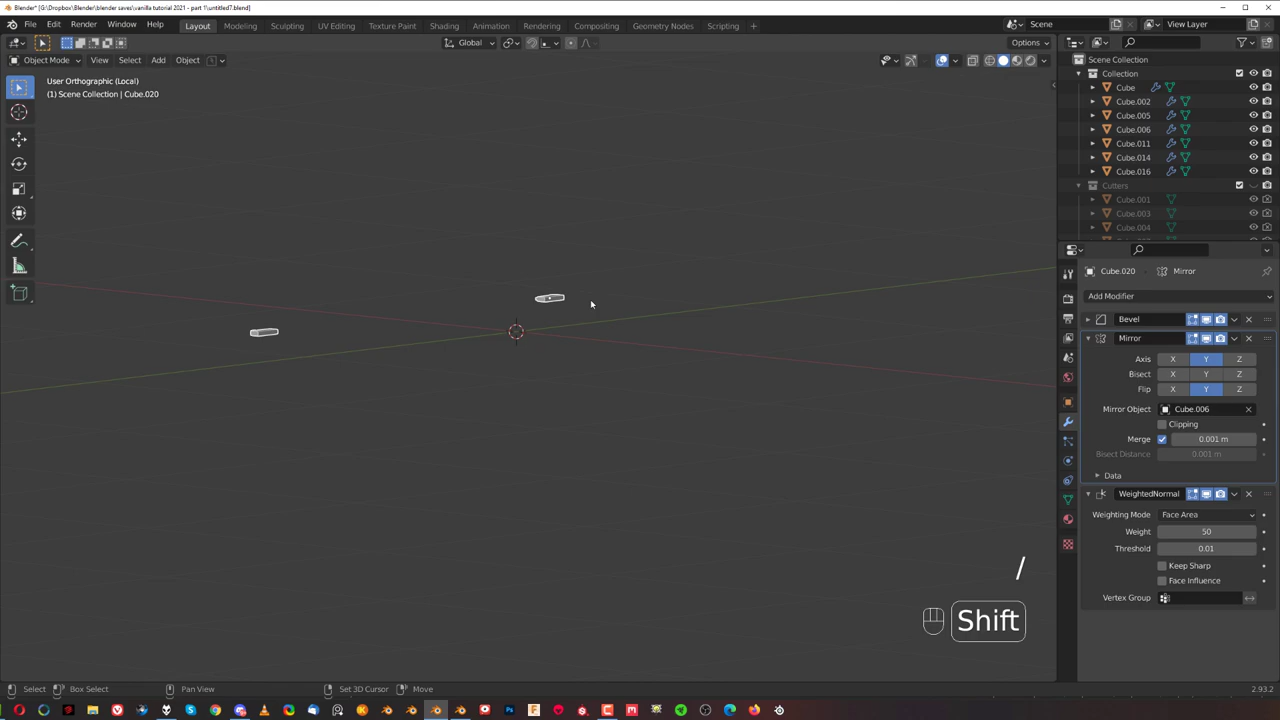 Blender* [G:\Dropbox\Blender\blender saves\vanilla tutorial 2021 - part 1\untitled7.blend]
File Edit Render Window Help Layout Modeling Sculpting UV Editing Texture Paint Shading Animation Rendering Compositing Geometry Nodes Scripting + Scene View Layer
Global Options
Object Mode View Select Add Object
User Orthographic (Local)
(1) Scene Collection | Cube.020
Scene Collection
Collection
Cube
Cube.002
Cube.005
Cube.006
Cube.011
Cube.014
Cube.016
Cutters
Cube.001
Cube.003
Cube.004
Cube.020 Mirror
Add Modifier
Bevel
Mirror
Axis X Y Z
Bisect X Y Z
Flip X Y Z
Mirror Object Cube.006
Clipping
Merge 0.001 m
Bisect Distance 0.001 m
Data
WeightedNormal
Weighting Mode Face Area
Weight 50
Threshold 0.01
Keep Sharp
Face Influence
Vertex Group
/
Shift
Select Box Select Pan View Set 3D Cursor Move 2.93.2